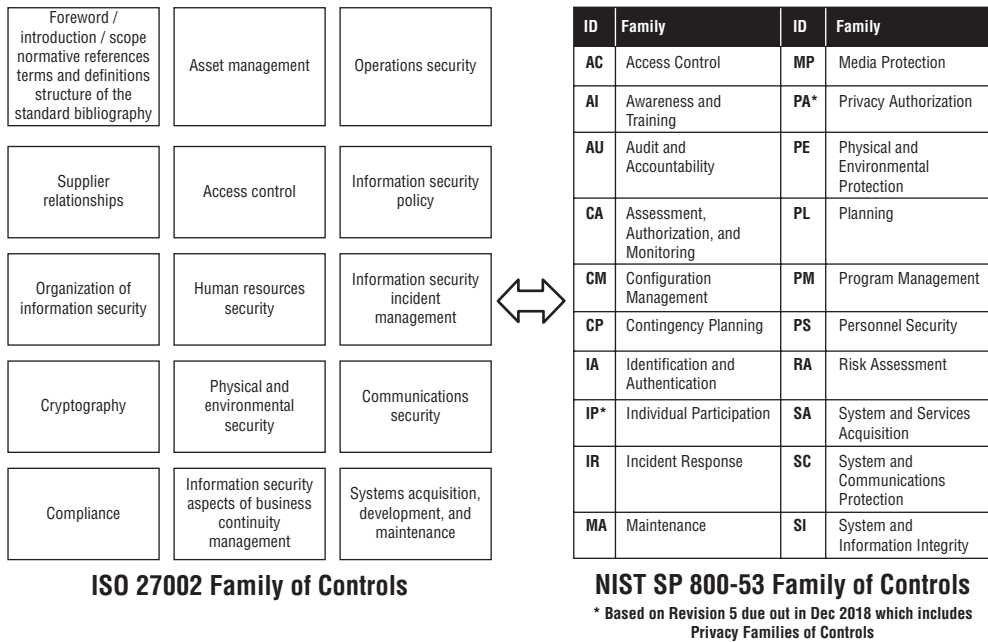 Foreword /
introduction / scope
normative references
terms and definitions
structure of the
standard bibliography
Asset management
Operations security
Supplier
relationships
Access control
Information security
policy
Organization of
information security
Human resources
security
Information security
incident
management
Cryptography
Physical and
environmental
security
Communications
security
Compliance
Information security
aspects of business
continuity
management
Systems acquisition,
development, and
maintenance
ISO 27002 Family of Controls
ID Family ID Family
AC Access Control MP Media Protection
AI Awareness and
Training
PA* Privacy Authorization
AU Audit and
Accountability
PE Physical and
Environmental
Protection
CA Assessment,
Authorization, and
Monitoring
PL Planning
CM Configuration
Management
PM Program Management
CP Contingency Planning PS Personnel Security
IA Identification and
Authentication
RA Risk Assessment
IP* Individual Participation SA System and Services
Acquisition
IR Incident Response SC System and
Communications
Protection
MA Maintenance SI System and
Information Integrity
NIST SP 800-53 Family of Controls
* Based on Revision 5 due out in Dec 2018 which includes
Privacy Families of Controls